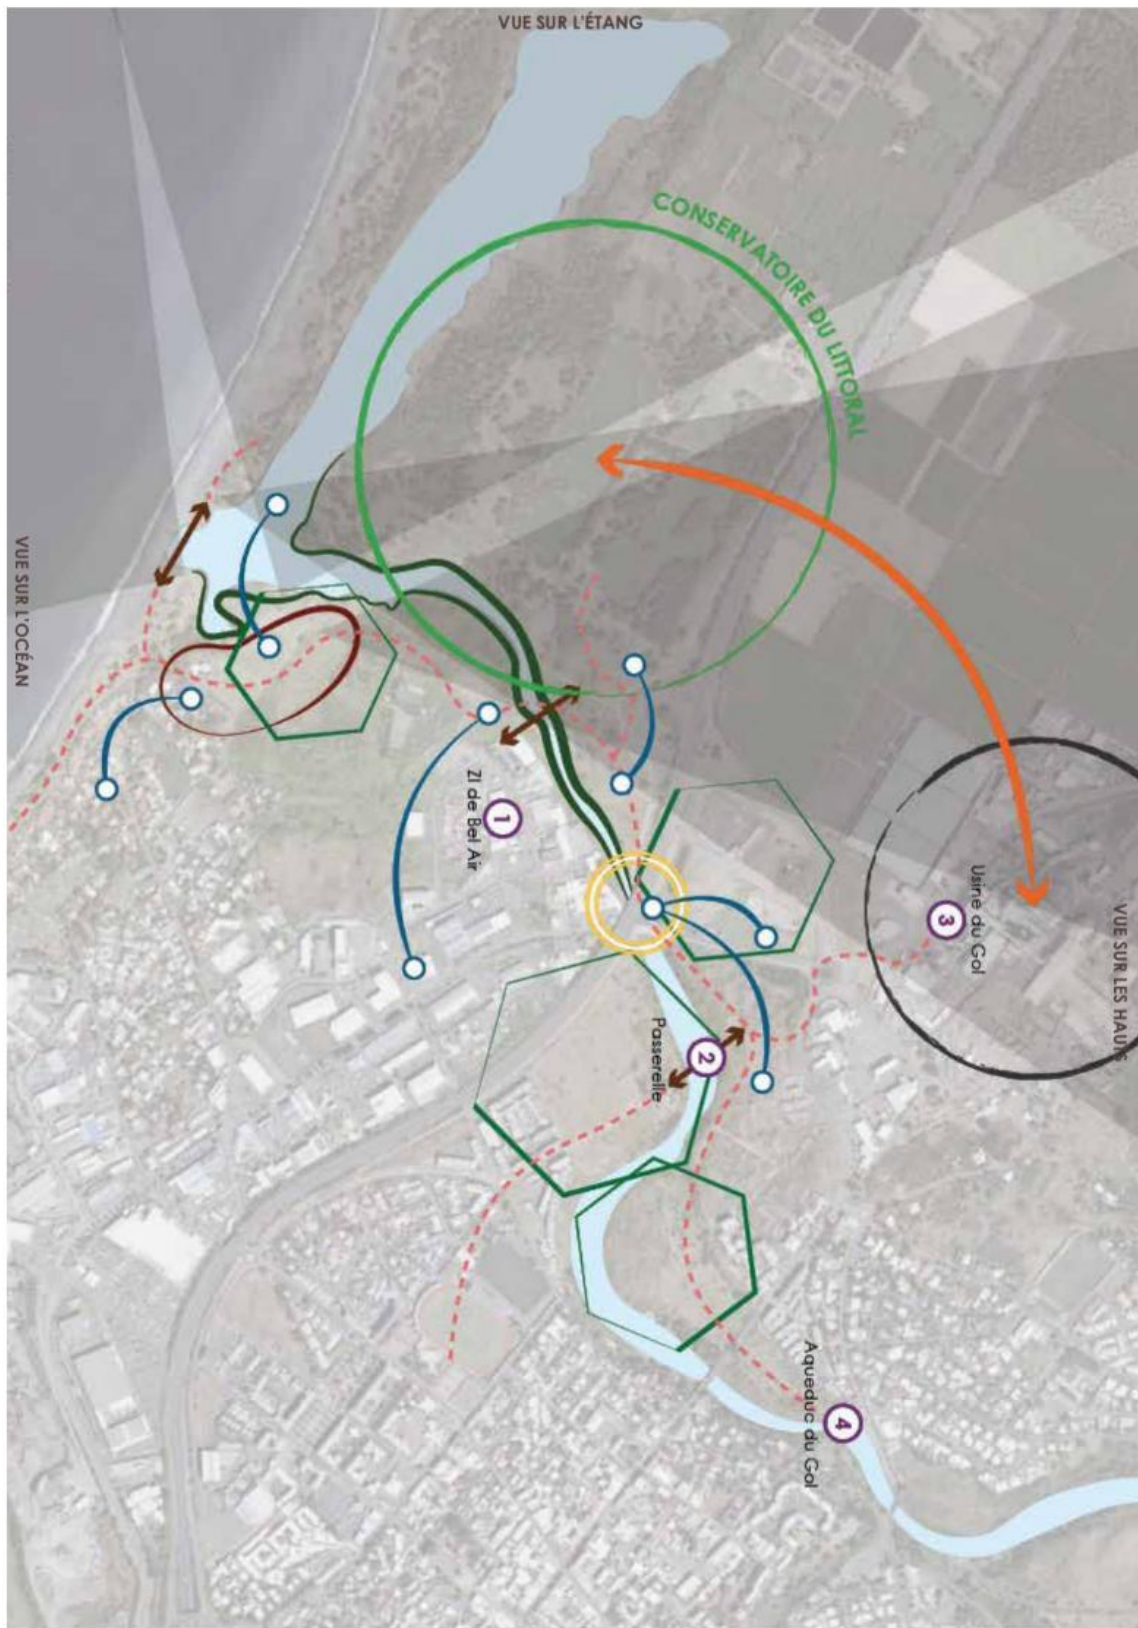 VUE SUR L'ÉTANG
CONSERVATOIRE DU LITTORAL
VUE SUR L'OCÉAN
1
ZI de Bel Air
Usine du Gol
3
VUE SUR LES HAUTS
2
Passerelle
Aqueduc du Gol
4